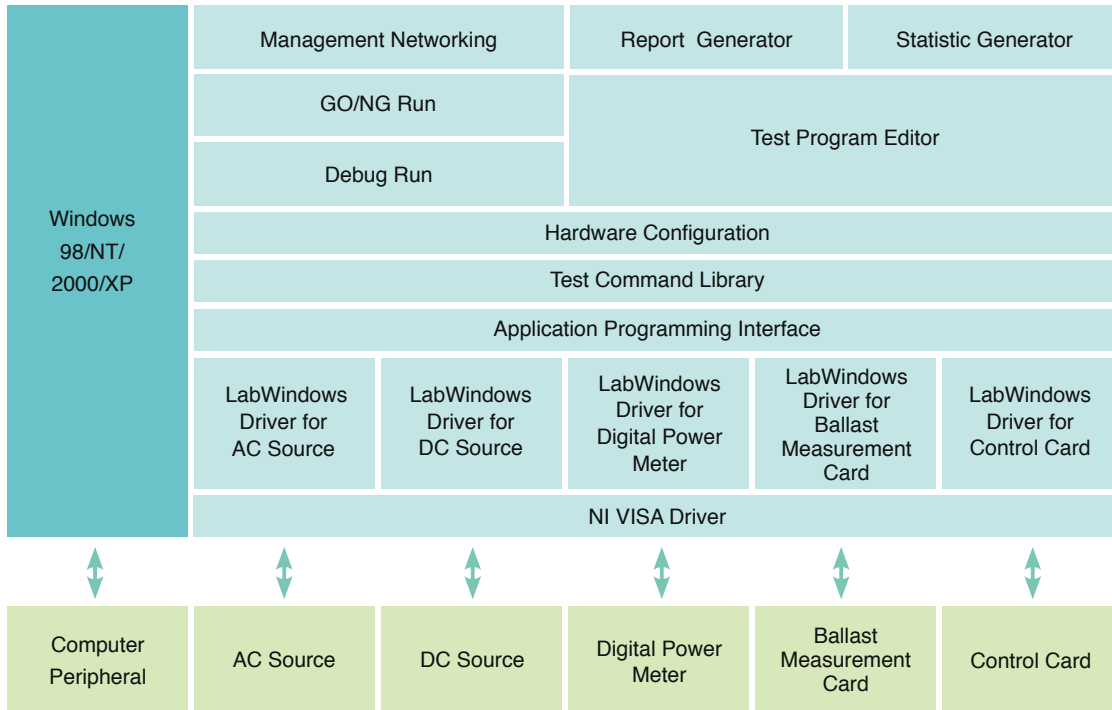 Windows
98/NT/
2000/XP
Management Networking
Report Generator
Statistic Generator
GO/NG Run
Debug Run
Test Program Editor
Hardware Configuration
Test Command Library
Application Programming Interface
LabWindows
Driver for
AC Source
LabWindows
Driver for
DC Source
LabWindows
Driver for
Digital Power
Meter
LabWindows
Driver for
Ballast
Measurement
Card
LabWindows
Driver for
Control Card
NI VISA Driver
Computer
Peripheral
AC Source
DC Source
Digital Power
Meter
Ballast
Measurement
Card
Control Card